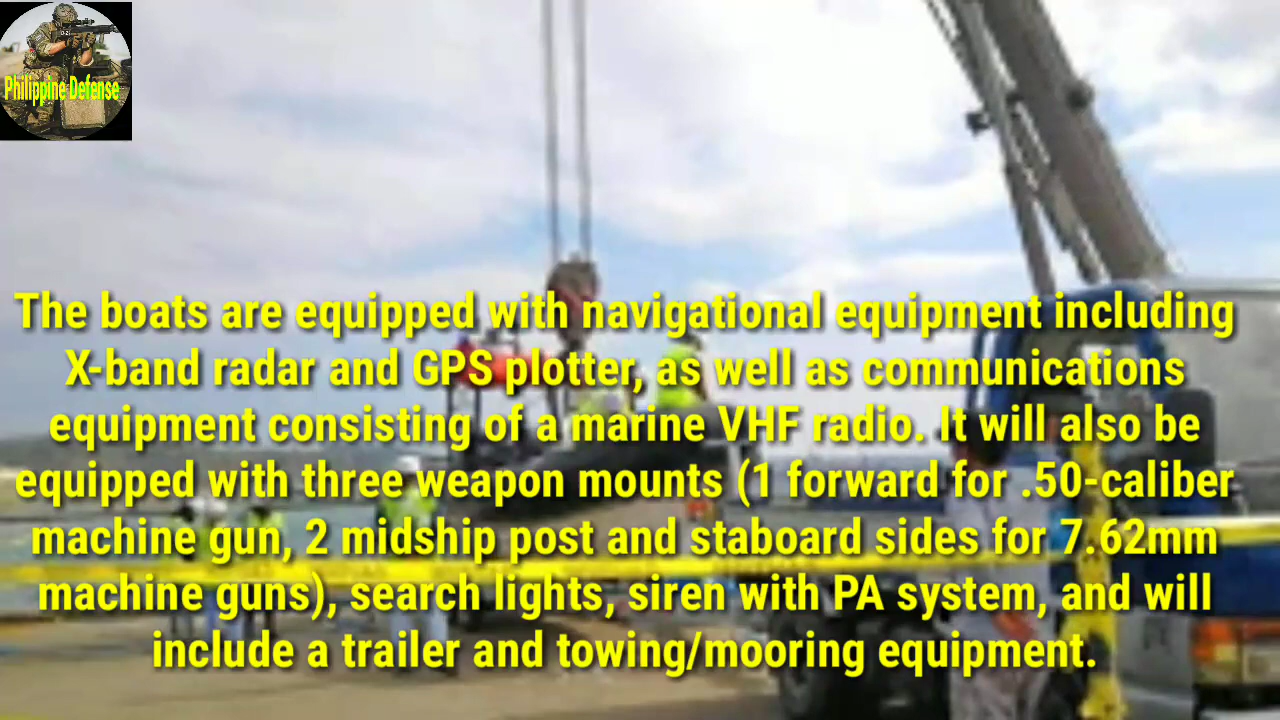 Philippine Defense
The boats are equipped with navigational equipment including
X-band radar and GPS plotter, as well as communications
equipment consisting of a marine VHF radio. It will also be
equipped with three weapon mounts (1 forward for .50-caliber
machine gun, 2 midship post and staboard sides for 7.62mm
machine guns), search lights, siren with PA system, and will
include a trailer and towing/mooring equipment.